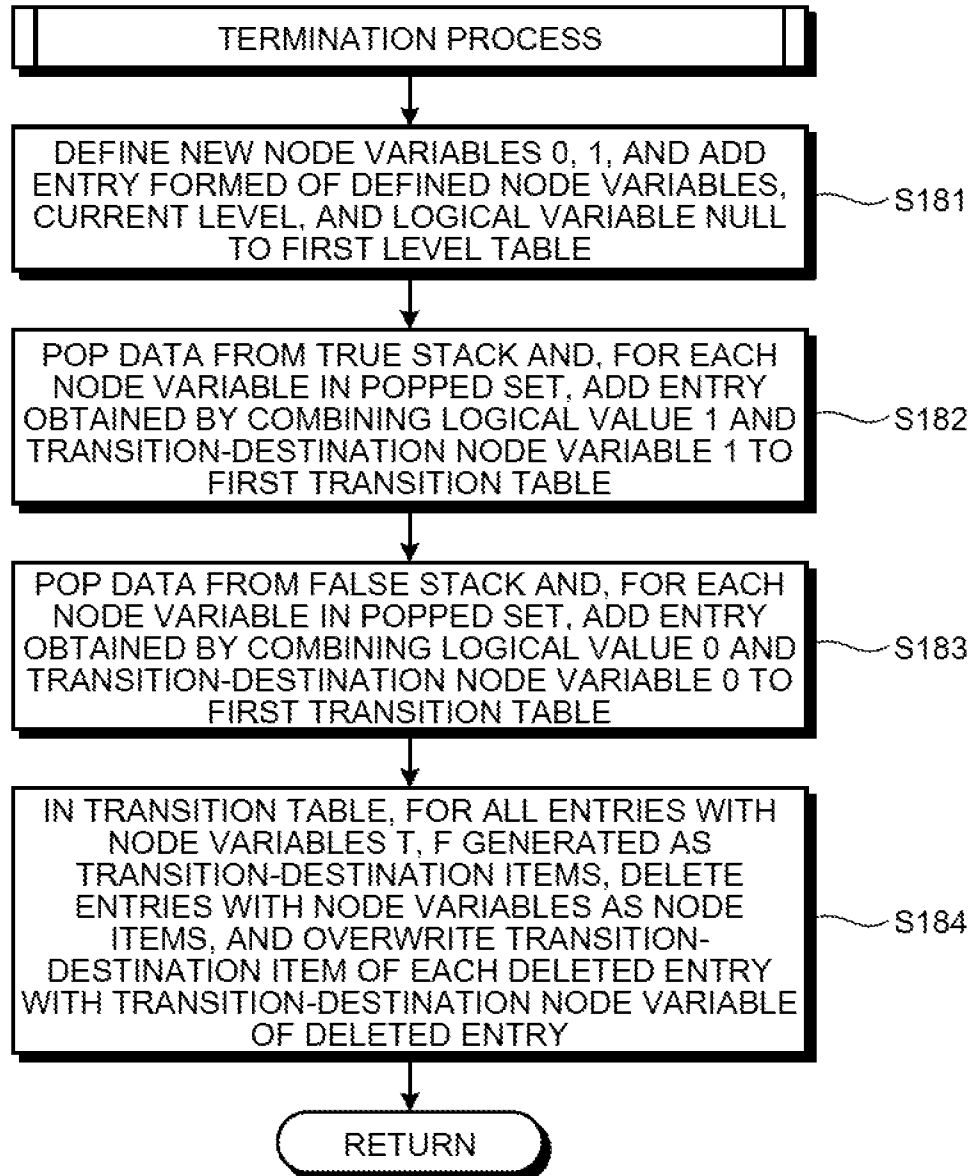 TERMINATION PROCESS
DEFINE NEW NODE VARIABLES 0, 1, AND ADD
ENTRY FORMED OF DEFINED NODE VARIABLES,
CURRENT LEVEL, AND LOGICAL VARIABLE NULL
TO FIRST LEVEL TABLE
S181
POP DATA FROM TRUE STACK AND, FOR EACH
NODE VARIABLE IN POPPED SET, ADD ENTRY
OBTAINED BY COMBINING LOGICAL VALUE 1 AND
TRANSITION-DESTINATION NODE VARIABLE 1 TO
FIRST TRANSITION TABLE
S182
POP DATA FROM FALSE STACK AND, FOR EACH
NODE VARIABLE IN POPPED SET, ADD ENTRY
OBTAINED BY COMBINING LOGICAL VALUE 0 AND
TRANSITION-DESTINATION NODE VARIABLE 0 TO
FIRST TRANSITION TABLE
S183
IN TRANSITION TABLE, FOR ALL ENTRIES WITH
NODE VARIABLES T, F GENERATED AS
TRANSITION-DESTINATION ITEMS, DELETE
ENTRIES WITH NODE VARIABLES AS NODE
ITEMS, AND OVERWRITE TRANSITION-
DESTINATION ITEM OF EACH DELETED ENTRY
WITH TRANSITION-DESTINATION NODE VARIABLE
OF DELETED ENTRY
S184
RETURN